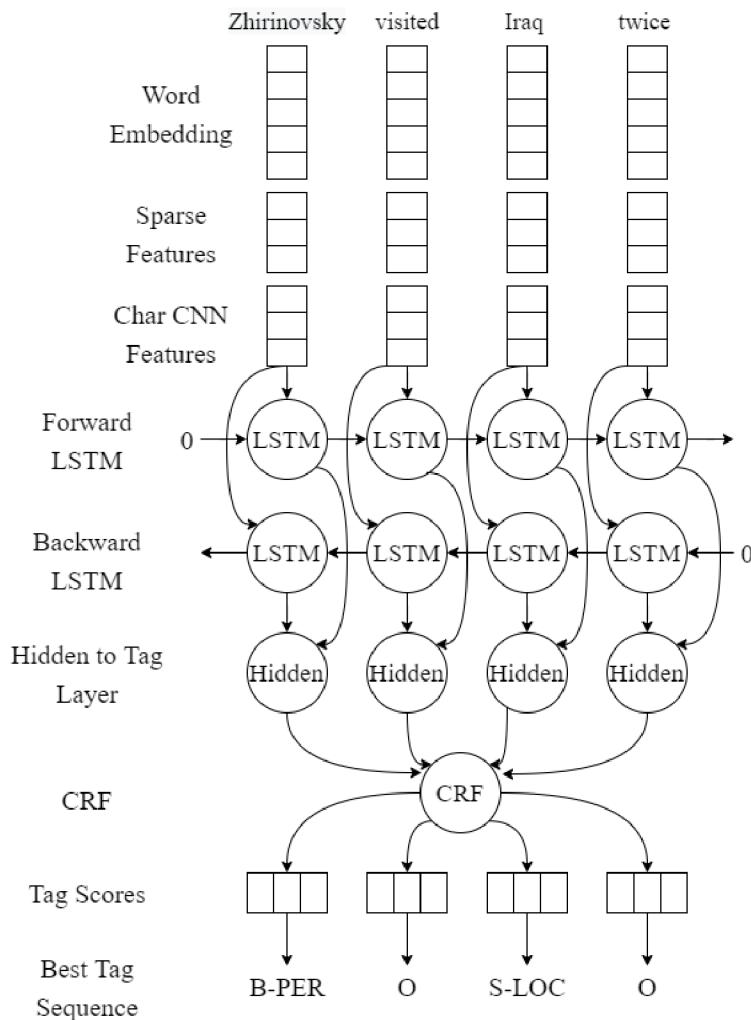 Zhirinovsky visited Iraq twice
Word
Embedding
Sparse
Features
Char CNN
Features
Forward
LSTM
0 LSTM LSTM LSTM LSTM
Backward
LSTM
LSTM LSTM LSTM LSTM 0
Hidden to Tag
Layer
Hidden Hidden Hidden Hidden
CRF
CRF
Tag Scores
Best Tag
Sequence
B-PER O S-LOC O